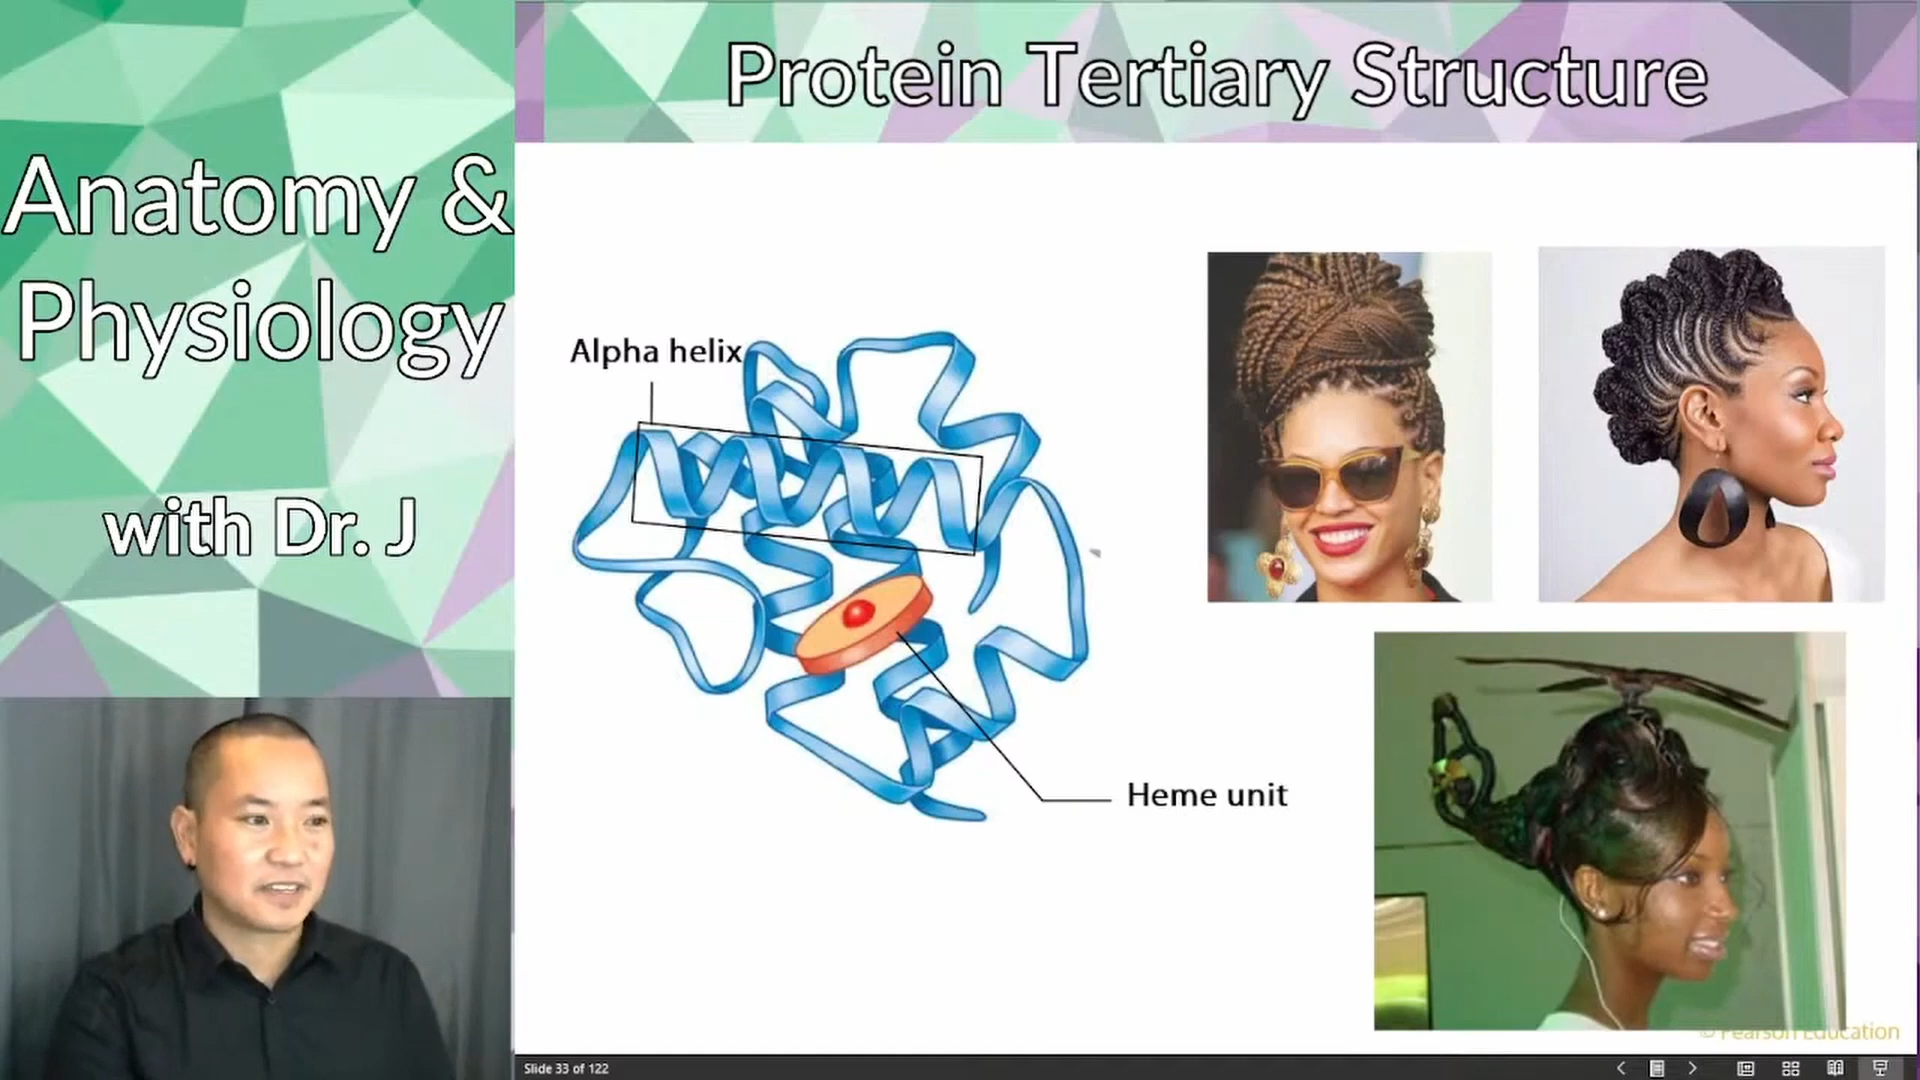 Anatomy &
Physiology
with Dr. J
Protein Tertiary Structure
Alpha helix
Heme unit
© Pearson Education
Slide 33 of 122